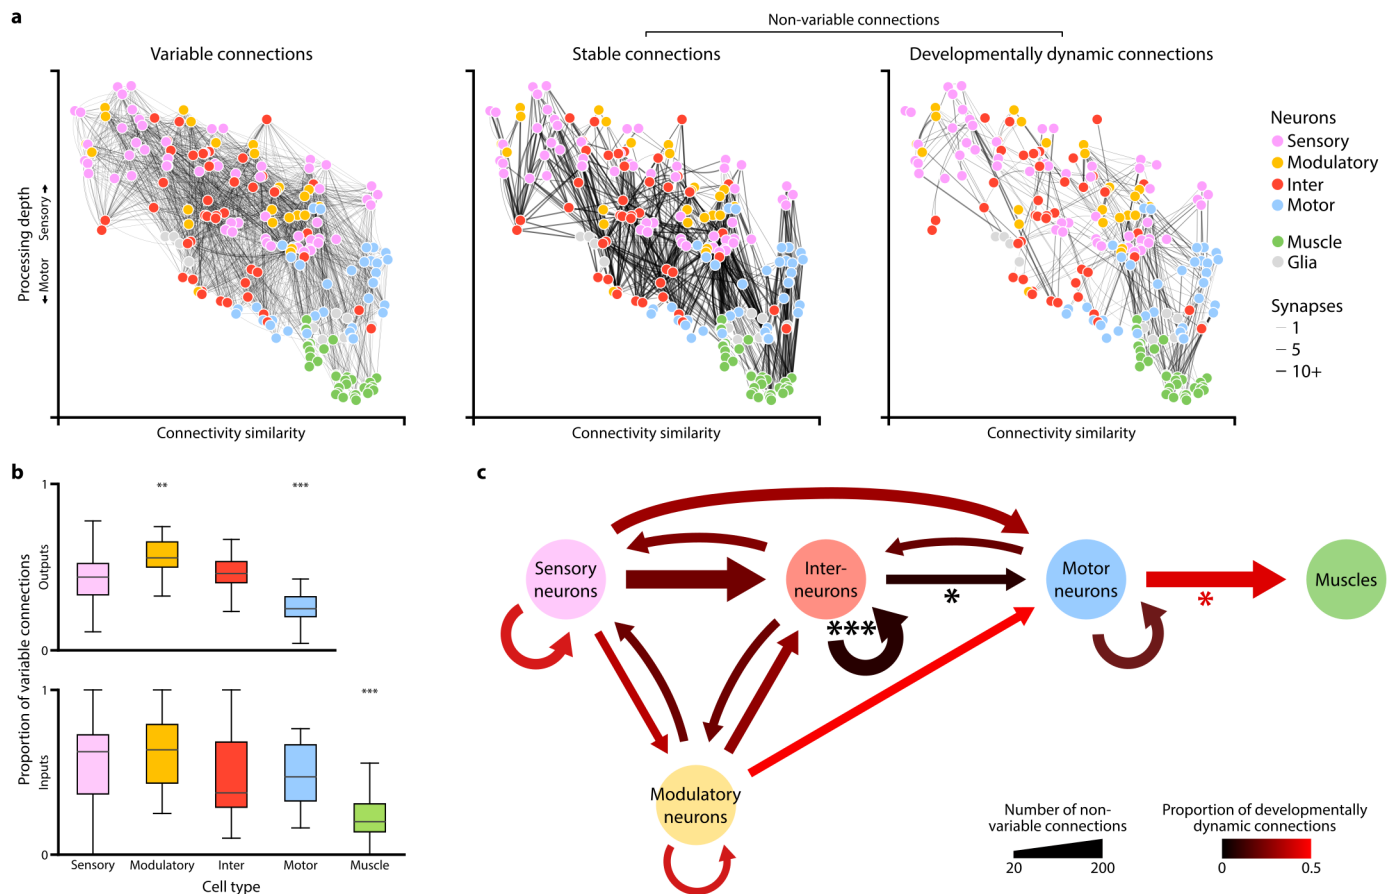 a
Non-variable connections
Variable connections
Stable connections
Developmentally dynamic connections
Processing depth
Motor
Sensory
Connectivity similarity
Connectivity similarity
Connectivity similarity
Neurons
Sensory
Modulatory
Inter
Motor
Muscle
Glia
Synapses
1
5
10+
b
Proportion of variable connections
Outputs
1
0
**
***
Inputs
1
0
***
Sensory
Modulatory
Inter
Motor
Muscle
Cell type
c
Sensory
neurons
Inter-
neurons
Motor
neurons
Muscles
***
*
*
Modulatory
neurons
Number of non-
variable connections
20
200
Proportion of developmentally
dynamic connections
0
0.5